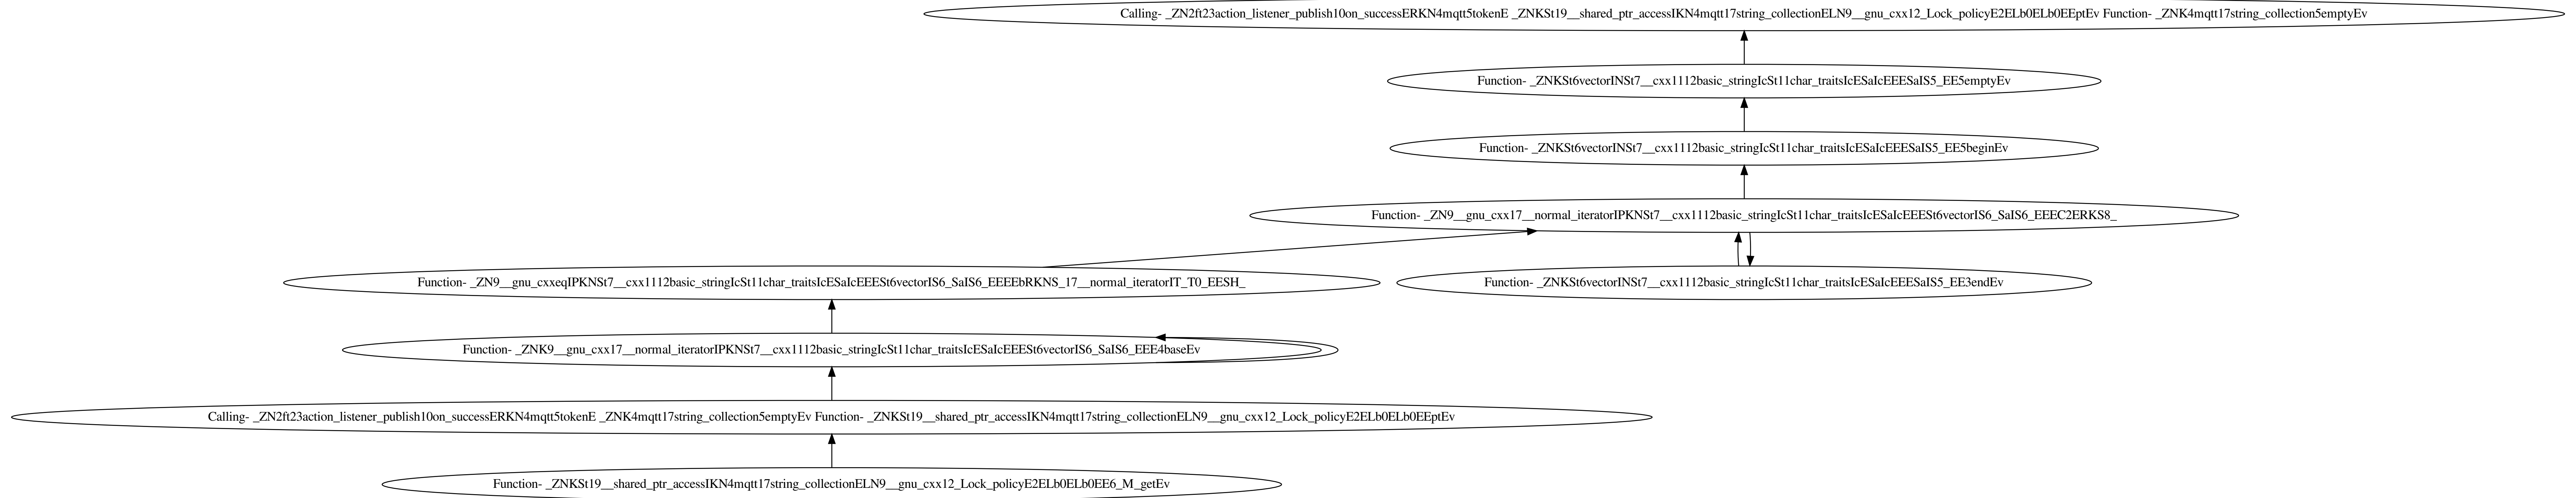 Calling- _ZN2ft23action_listener_publish10on_successERKN4mqtt5tokenE _ZNKSt19__shared_ptr_accessIKN4mqtt17string_collectionELN9__gnu_cxx12_Lock_policyE2ELb0ELb0EEptEv Function- _ZNK4mqtt17string_collection5emptyEv
Function- _ZNKSt6vectorINSt7__cxx1112basic_stringIcSt11char_traitsIcESaIcEEESaIS5_EE5emptyEv
Function- _ZNKSt6vectorINSt7__cxx1112basic_stringIcSt11char_traitsIcESaIcEEESaIS5_EE5beginEv
Function- _ZN9__gnu_cxx17__normal_iteratorIPKNSt7__cxx1112basic_stringIcSt11char_traitsIcESaIcEEESt6vectorIS6_SaIS6_EEEC2ERKS8_
Function- _ZN9__gnu_cxxeqIPKNSt7__cxx1112basic_stringIcSt11char_traitsIcESaIcEEESt6vectorIS6_SaIS6_EEEEbRKNS_17__normal_iteratorIT_T0_EESH_
Function- _ZNKSt6vectorINSt7__cxx1112basic_stringIcSt11char_traitsIcESaIcEEESaIS5_EE3endEv
Function- _ZNK9__gnu_cxx17__normal_iteratorIPKNSt7__cxx1112basic_stringIcSt11char_traitsIcESaIcEEESt6vectorIS6_SaIS6_EEE4baseEv
Calling- _ZN2ft23action_listener_publish10on_successERKN4mqtt5tokenE _ZNK4mqtt17string_collection5emptyEv Function- _ZNKSt19__shared_ptr_accessIKN4mqtt17string_collectionELN9__gnu_cxx12_Lock_policyE2ELb0ELb0EEptEv
Function- _ZNKSt19__shared_ptr_accessIKN4mqtt17string_collectionELN9__gnu_cxx12_Lock_policyE2ELb0ELb0EE6_M_getEv